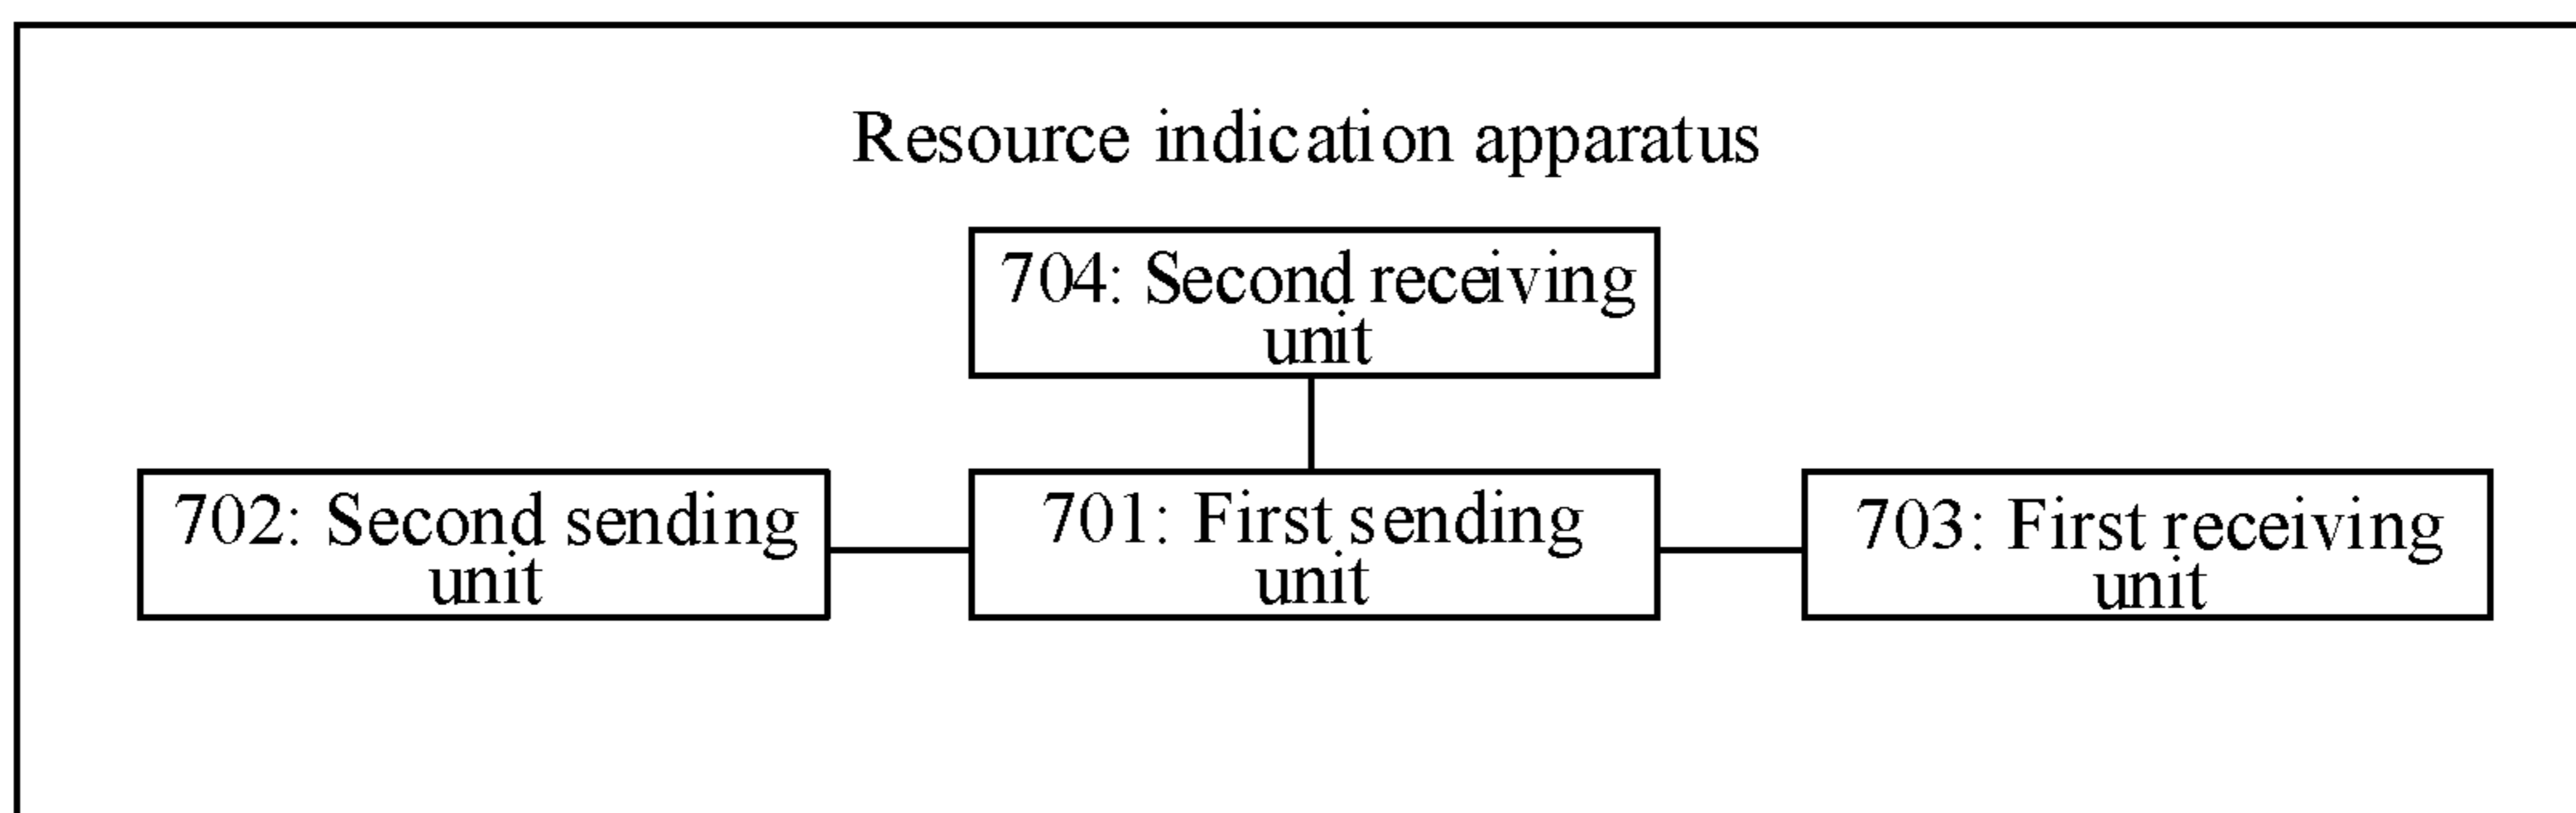 Resource indication apparatus
704: Second receiving
unit
702: Second sending
unit
701: First sending
unit
703: First receiving
unit